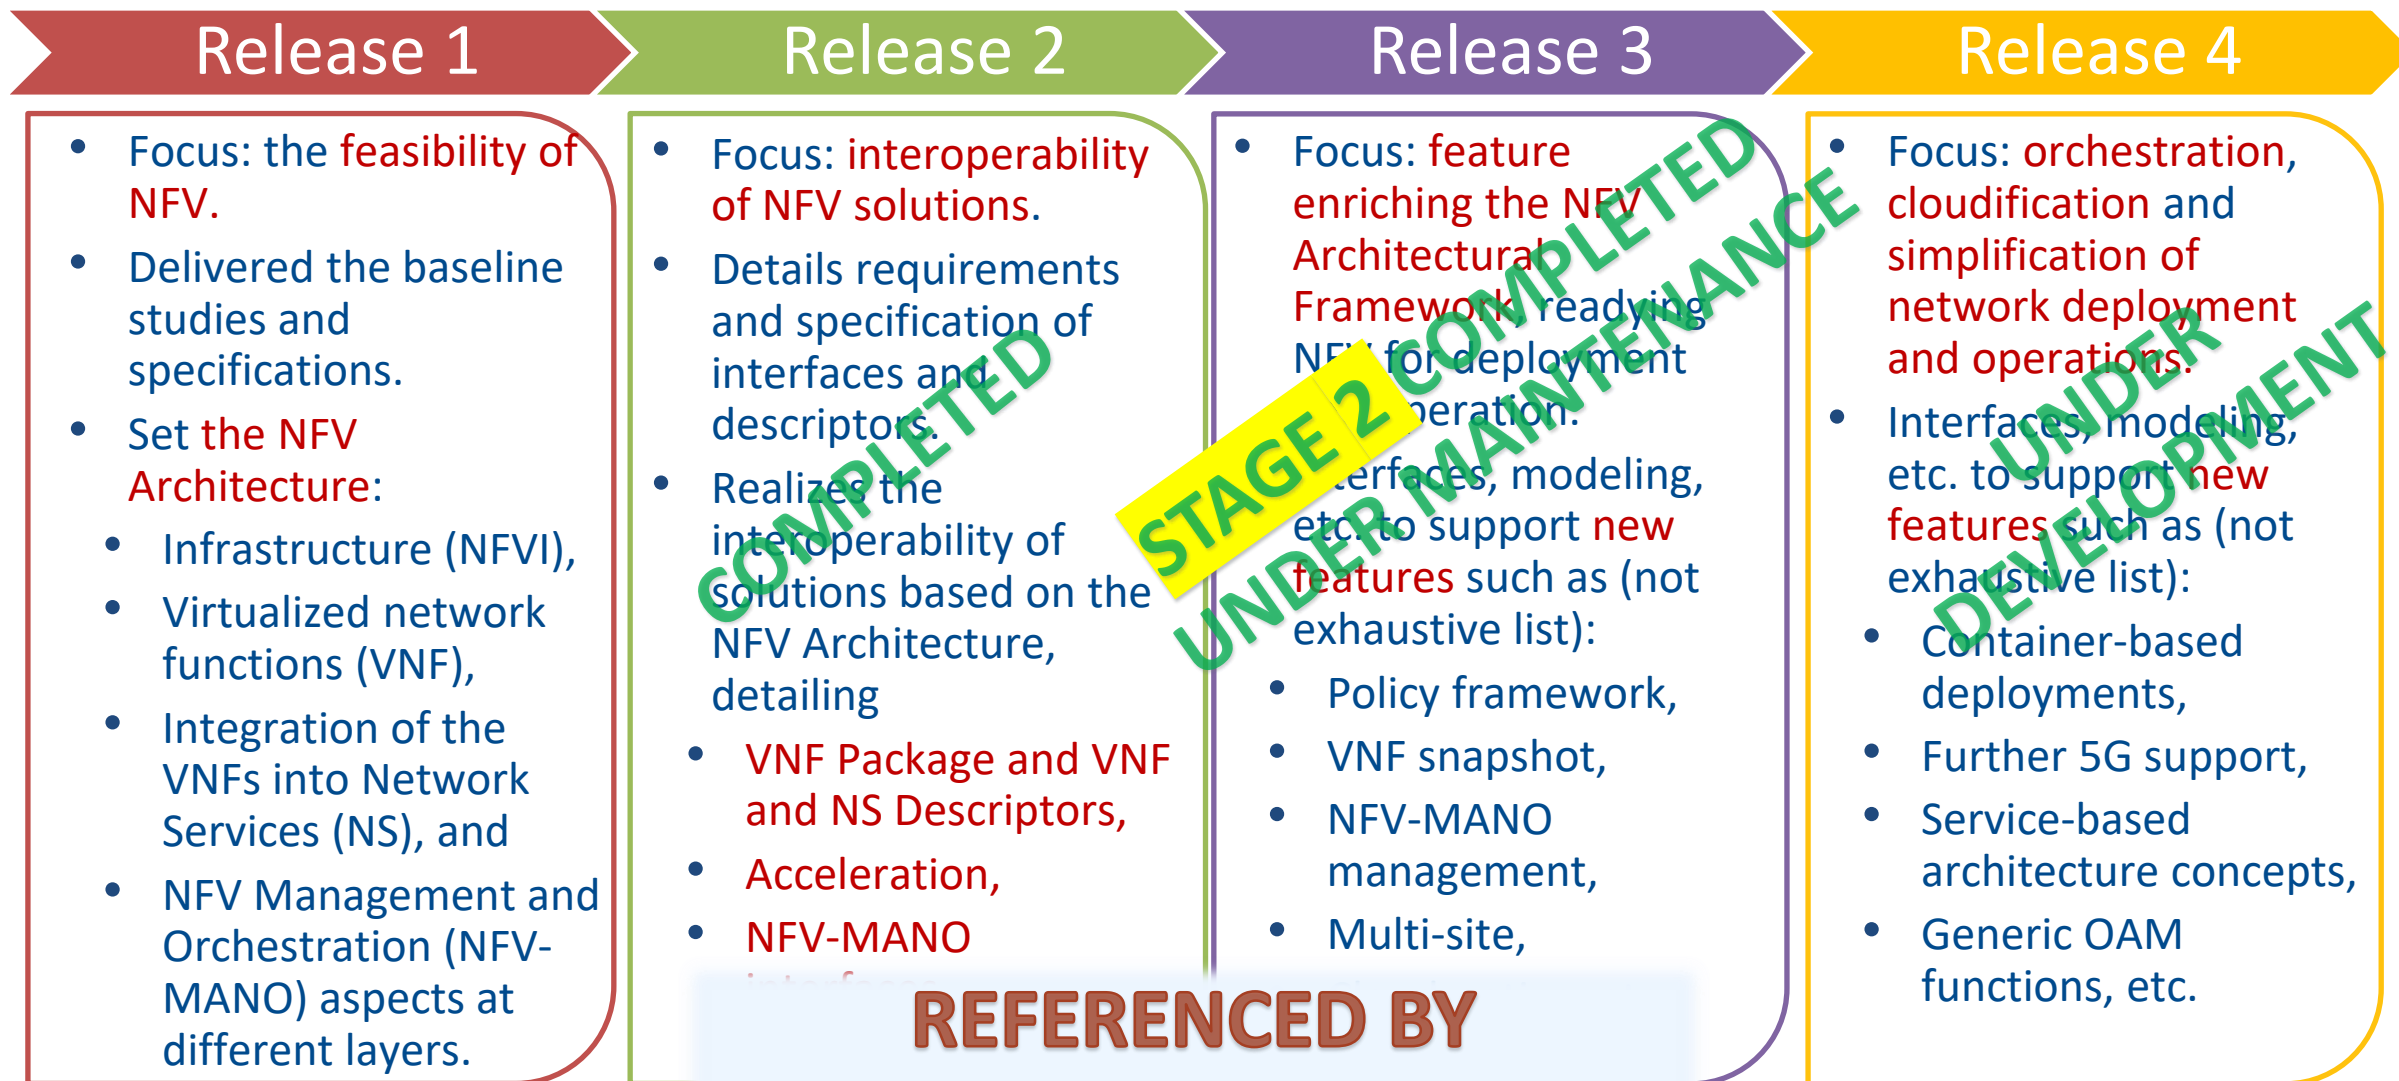 Release 1
Release 2
Release 3
Release 4
• Focus: the feasibility of
NFV.
• Delivered the baseline
studies and
specifications.
• Set the NFV
Architecture:
• Infrastructure (NFVI),
• Virtualized network
functions (VNF),
• Integration of the
VNFs into Network
Services (NS), and
• NFV Management and
Orchestration (NFV-
MANO) aspects at
different layers.
• Focus: interoperability
of NFV solutions.
• Details requirements
and specification of
interfaces and
descriptors.
• Realizes the
interoperability of
solutions based on the
NFV Architecture,
detailing
• VNF Package and VNF
and NS Descriptors,
• Acceleration,
• NFV-MANO
COMPLETED
• Focus: feature
enriching the NFV
Architectural
Framework, readying
NFV for deployment
peration.
erfaces, modeling,
etc. to support new
features such as (not
exhaustive list):
• Policy framework,
• VNF snapshot,
• NFV-MANO
management,
• Multi-site,
STAGE 2 COMPLETED
UNDER MAINTENANCE
• Focus: orchestration,
cloudification and
simplification of
network deployment
and operations.
• Interfaces, modeling,
etc. to support new
features such as (not
exhaustive list):
• Container-based
deployments,
• Further 5G support,
• Service-based
architecture concepts,
• Generic OAM
functions, etc.
UNDER
DEVELOPMENT
REFERENCED BY